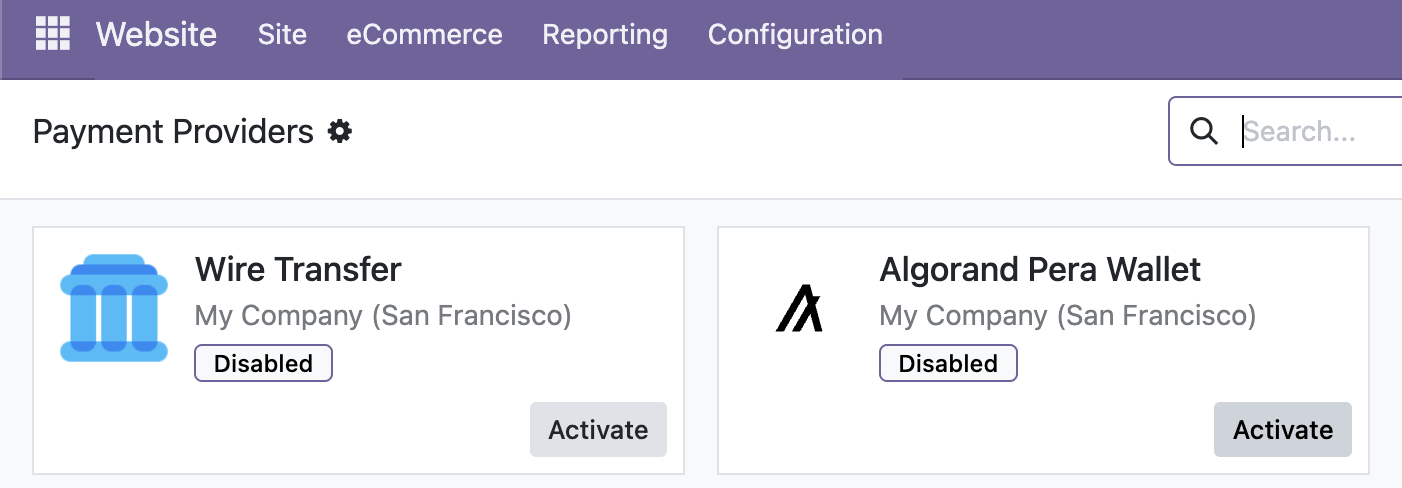 Website Site eCommerce Reporting Configuration
Payment Providers
Search...
Wire Transfer
My Company (San Francisco)
Disabled
Activate
Algorand Pera Wallet
My Company (San Francisco)
Disabled
Activate